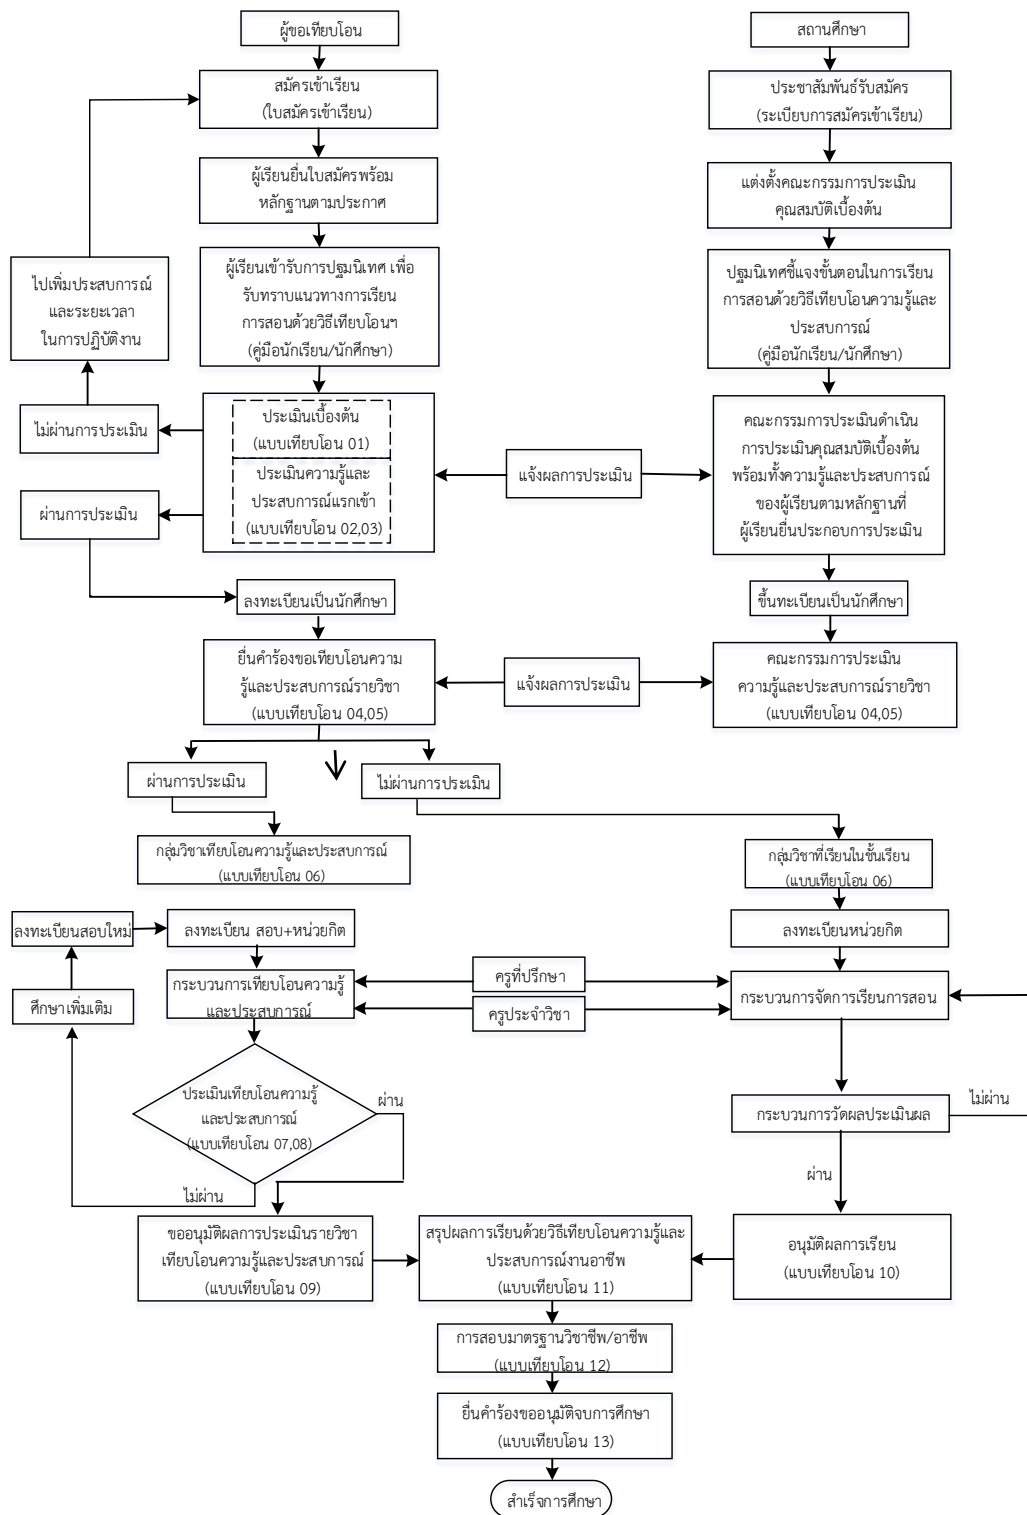 ผู้ขอเทียบโอน
สถานศึกษา
สมัครเข้าเรียน
(ใบสมัครเข้าเรียน)
ประชาสัมพันธ์รับสมัคร
(ระเบียบการสมัครเข้าเรียน)
ผู้เรียนยื่นใบสมัครพร้อม
หลักฐานตามประกาศ
แต่งตั้งคณะกรรมการประเมิน
คุณสมบัติเบื้องต้น
ไปเพิ่มประสบการณ์
และระยะเวลา
ในการปฏิบัติงาน
ผู้เรียนเข้ารับการปฐมนิเทศ เพื่อ
รับทราบแนวทางการเรียน
การสอนด้วยวิธีเทียบโอนฯ
(คู่มือนักเรียน/นักศึกษา)
ปฐมนิเทศชี้แจงขั้นตอนในการเรียน
การสอนด้วยวิธีเทียบโอนความรู้และ
ประสบการณ์
(คู่มือนักเรียน/นักศึกษา)
ไม่ผ่านการประเมิน
ประเมินเบื้องต้น
(แบบเทียบโอน 01)
ประเมินความรู้และ
ประสบการณ์แรกเข้า
(แบบเทียบโอน 02,03)
แจ้งผลการประเมิน
คณะกรรมการประเมินดำเนิน
การประเมินคุณสมบัติเบื้องต้น
พร้อมทั้งความรู้และประสบการณ์
ของผู้เรียนตามหลักฐานที่
ผู้เรียนยื่นประกอบการประเมิน
ผ่านการประเมิน
ลงทะเบียนเป็นนักศึกษา
ขึ้นทะเบียนเป็นนักศึกษา
ยื่นคำร้องขอเทียบโอนความ
รู้และประสบการณ์รายวิชา
(แบบเทียบโอน 04,05)
แจ้งผลการประเมิน
คณะกรรมการประเมิน
ความรู้และประสบการณ์รายวิชา
(แบบเทียบโอน 04,05)
ผ่านการประเมิน
ไม่ผ่านการประเมิน
กลุ่มวิชาเทียบโอนความรู้และประสบการณ์
(แบบเทียบโอน 06)
กลุ่มวิชาที่เรียนในชั้นเรียน
(แบบเทียบโอน 06)
ลงทะเบียนสอบใหม่
ลงทะเบียน สอบ+หน่วยกิต
ลงทะเบียนหน่วยกิต
ศึกษาเพิ่มเติม
กระบวนการเทียบโอนความรู้
และประสบการณ์
ครูที่ปรึกษา
ครูประจำวิชา
กระบวนการจัดการเรียนการสอน
ประเมินเทียบโอนความรู้
และประสบการณ์
(แบบเทียบโอน 07,08)
ผ่าน
ไม่ผ่าน
กระบวนการวัดผลประเมินผล
ไม่ผ่าน
ผ่าน
ขออนุมัติผลการประเมินรายวิชา
เทียบโอนความรู้และประสบการณ์
(แบบเทียบโอน 09)
สรุปผลการเรียนด้วยวิธีเทียบโอนความรู้และ
ประสบการณ์งานอาชีพ
(แบบเทียบโอน 11)
อนุมัติผลการเรียน
(แบบเทียบโอน 10)
การสอบมาตรฐานวิชาชีพ/อาชีพ
(แบบเทียบโอน 12)
ยื่นคำร้องขออนุมัติจบการศึกษา
(แบบเทียบโอน 13)
สำเร็จการศึกษา